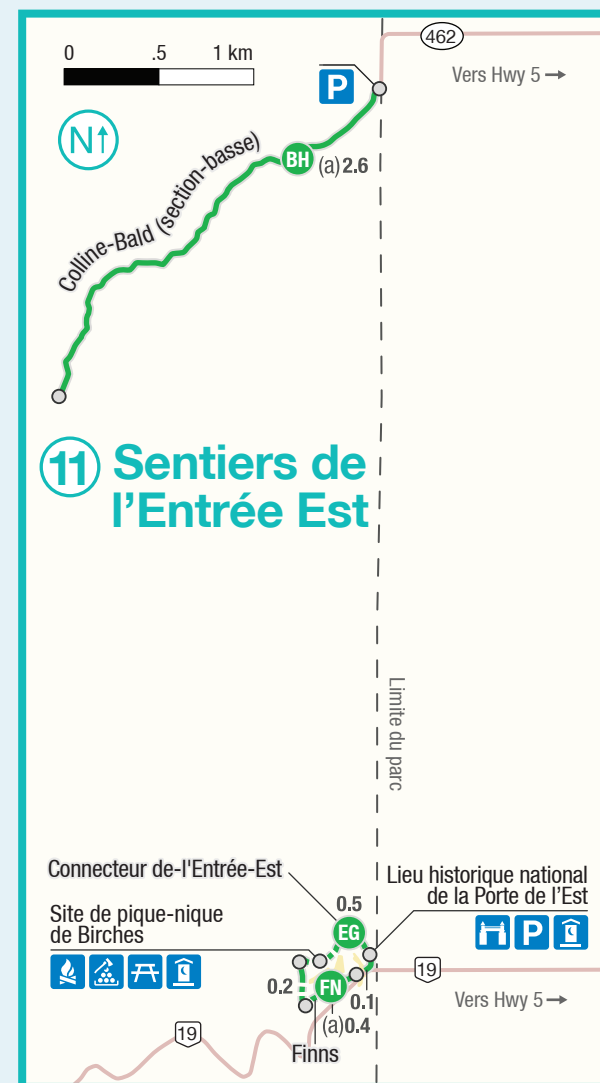 0 .5 1 km
462
Vers Hwy 5 →
P
N↑
BH
(a) 2.6
Colline-Bald (section-basse)
11 Sentiers de
l'Entrée Est
Limite du parc
Connecteur de-l'Entrée-Est
Lieu historique national
de la Porte de l'Est
P
Site de pique-nique
de Birches
0.5
EG
19
Vers Hwy 5 →
0.2
FN
0.1
(a)0.4
19
Finns